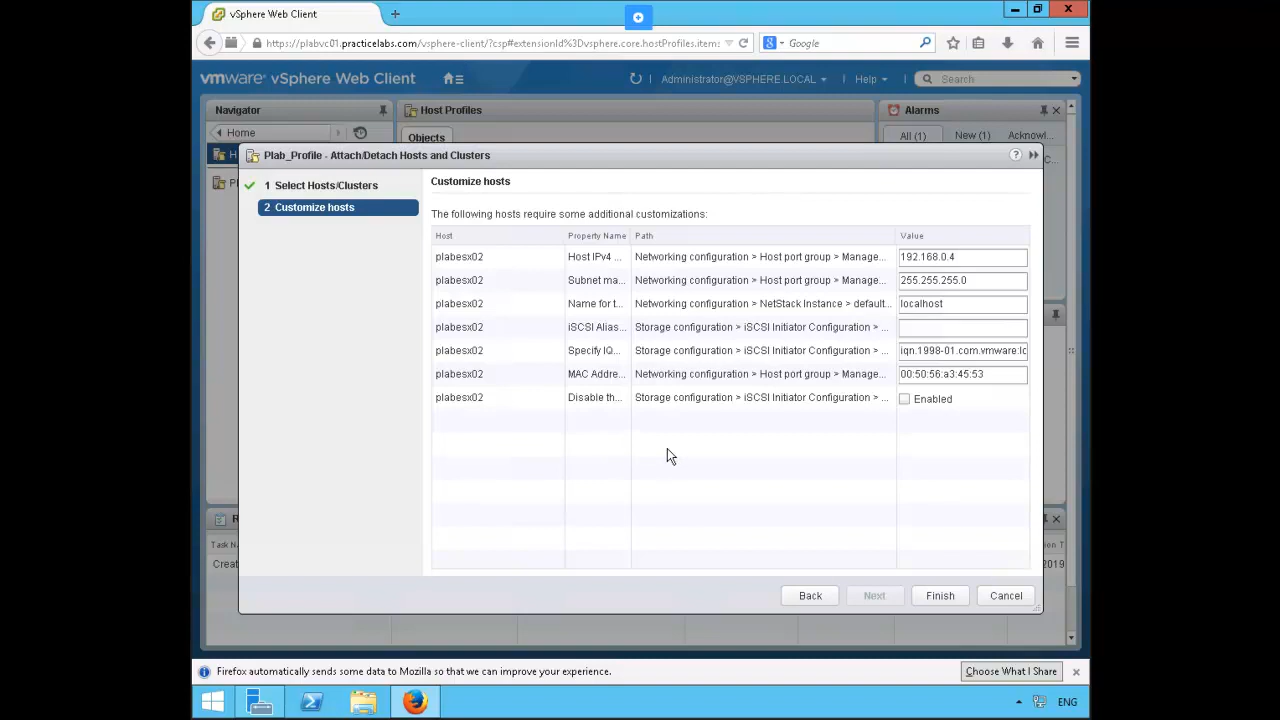 vSphere Web Client
https://plabvc01.practicelabs.com/vsphere-client/?csp#extensionId%3Dvsphere.core.hostProfiles.items
Google
vmware® vSphere Web Client
Administrator@VSPHERE.LOCAL
Help
Search
Navigator
Host Profiles
Alarms
Home
Objects
All (1)
New (1)
Acknowl...
Plab_Profile - Attach/Detach Hosts and Clusters
1 Select Hosts/Clusters
2 Customize hosts
Customize hosts
The following hosts require some additional customizations:
Host Property Name Path Value
plabesx02 Host IPv4 ... Networking configuration > Host port group > Manage... 192.168.0.4
plabesx02 Subnet ma... Networking configuration > Host port group > Manage... 255.255.255.0
plabesx02 Name for t... Networking configuration > NetStack Instance > default... localhost
plabesx02 iSCSI Alias... Storage configuration > iSCSI Initiator Configuration > ...
plabesx02 Specify IQ... Storage configuration > iSCSI Initiator Configuration > ... iqn.1998-01.com.vmware:lc
plabesx02 MAC Addre... Networking configuration > Host port group > Manage... 00:50:56:a3:45:53
plabesx02 Disable th... Storage configuration > iSCSI Initiator Configuration > ... Enabled
Task N
Creat
ion T
2019
Back
Next
Finish
Cancel
Firefox automatically sends some data to Mozilla so that we can improve your experience.
Choose What I Share
ENG